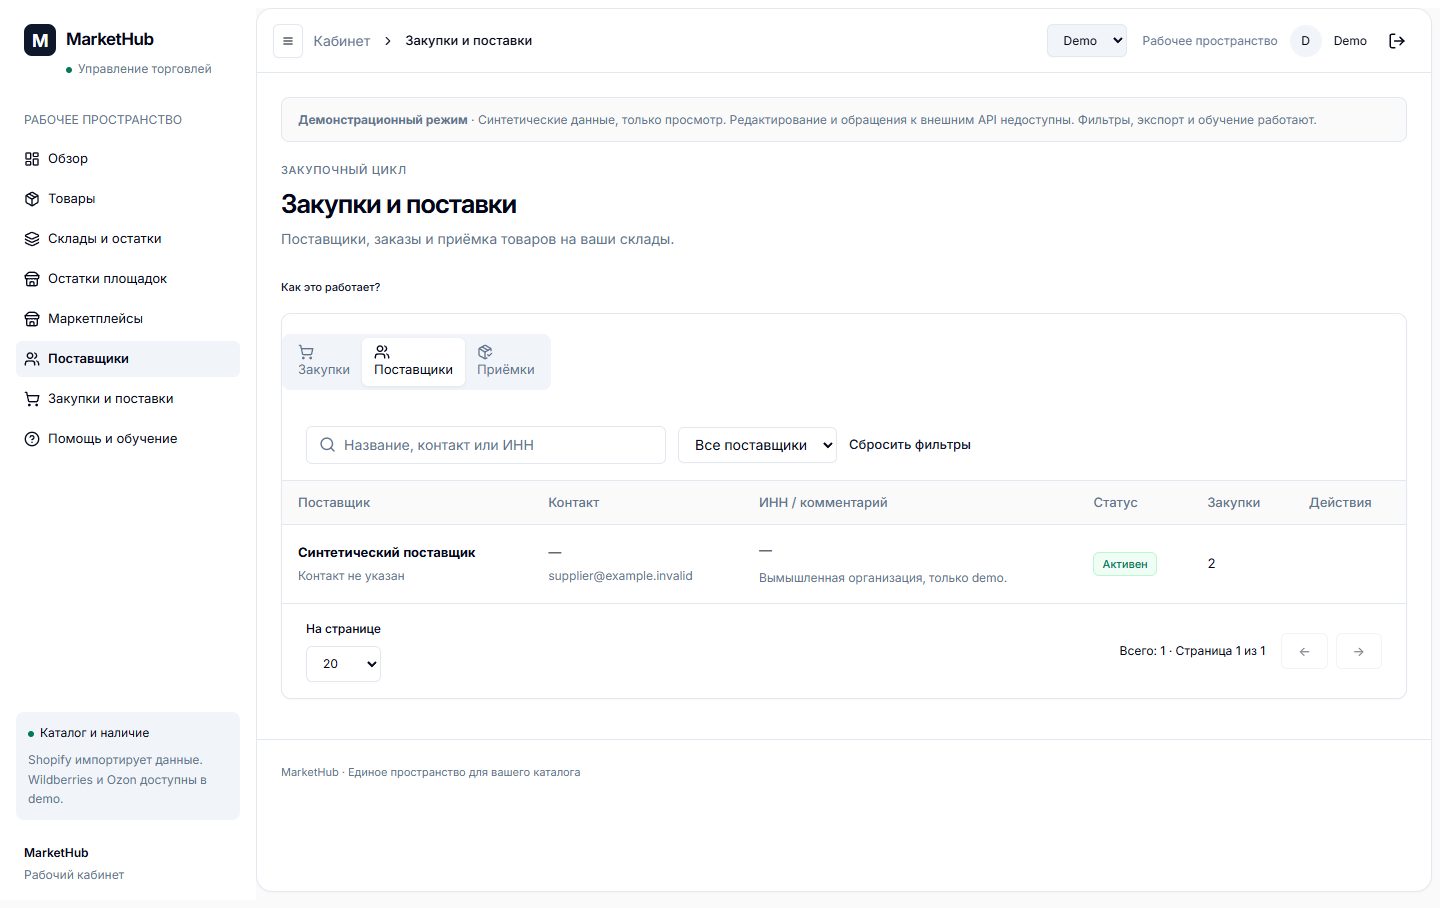 M MarketHub
Управление торговлей
РАБОЧЕЕ ПРОСТРАНСТВО
Обзор
Товары
Склады и остатки
Остатки площадок
Маркетплейсы
Поставщики
Закупки и поставки
Помощь и обучение
Каталог и наличие
Shopify импортирует данные.
Wildberries и Ozon доступны в
demo.
MarketHub
Рабочий кабинет
Кабинет > Закупки и поставки
Demo Рабочее пространство D Demo
Демонстрационный режим · Синтетические данные, только просмотр. Редактирование и обращения к внешним API недоступны. Фильтры, экспорт и обучение работают.
ЗАКУПОЧНЫЙ ЦИКЛ
Закупки и поставки
Поставщики, заказы и приёмка товаров на ваши склады.
Как это работает?
Закупки Поставщики Приёмки
Название, контакт или ИНН Все поставщики Сбросить фильтры
Поставщик Контакт ИНН / комментарий Статус Закупки Действия
Синтетический поставщик — — Активен 2
Контакт не указан supplier@example.invalid Вымышленная организация, только demo.
На странице
20
Всего: 1 · Страница 1 из 1 ← →
MarketHub · Единое пространство для вашего каталога